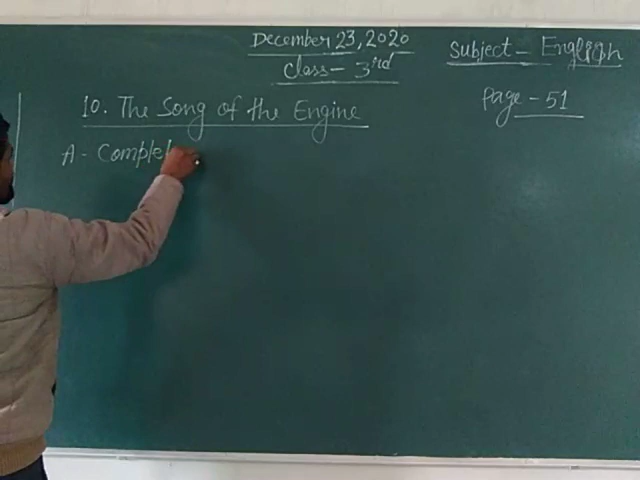 December 23, 2020
Class - 3rd
Subject - English
Page - 51
10. The Song of the Engine
A - Complet